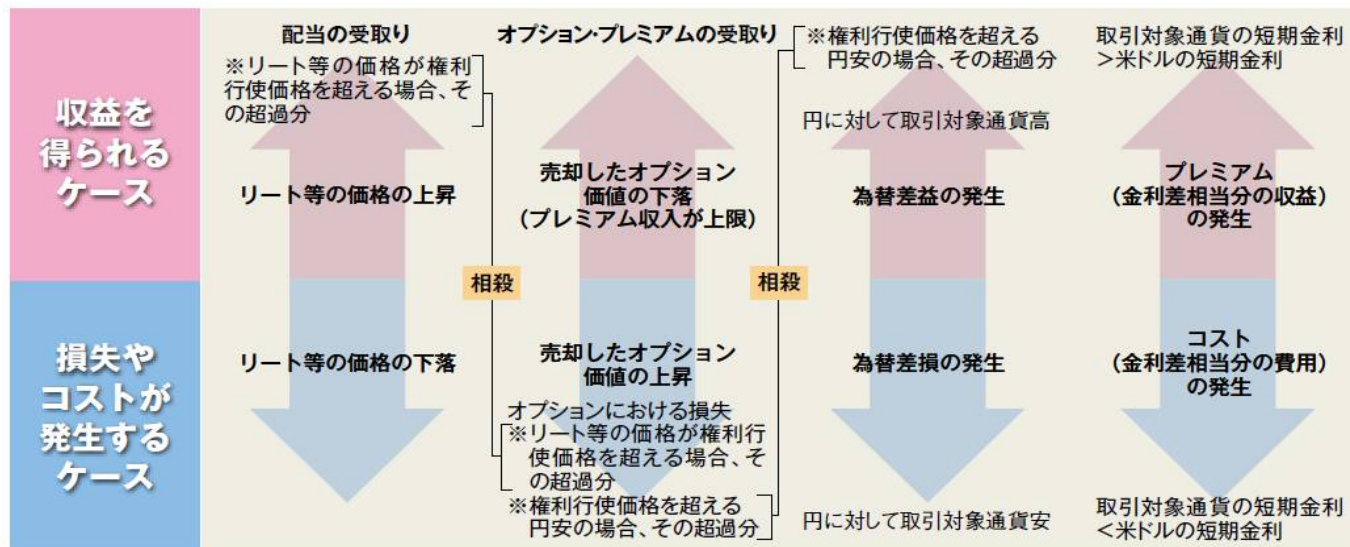 収益を
得られる
ケース
配当の受取り
※リート等の価格が権利
行使価格を超える場合、そ
の超過分
リート等の価格の上昇
オプション・プレミアムの受取り
売却したオプション
価値の下落
(プレミアム収入が上限)
※権利行使価格を超える
円安の場合、その超過分
円に対して取引対象通貨高
為替差益の発生
取引対象通貨の短期金利
>米ドルの短期金利
プレミアム
(金利差相当分の収益)
の発生
相殺
相殺
損失や
コストが
発生する
ケース
リート等の価格の下落
売却したオプション
価値の上昇
オプションにおける損失
※リート等の価格が権利行
使価格を超える場合、そ
の超過分
※権利行使価格を超える
円安の場合、その超過分
為替差損の発生
円に対して取引対象通貨安
コスト
(金利差相当分の費用)
の発生
取引対象通貨の短期金利
<米ドルの短期金利